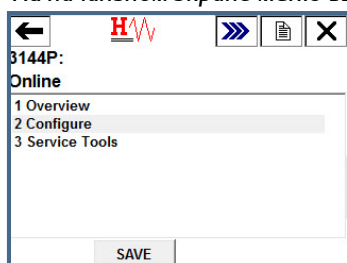 H
3144P:
Online
1 Overview
2 Configure
3 Service Tools
SAVE